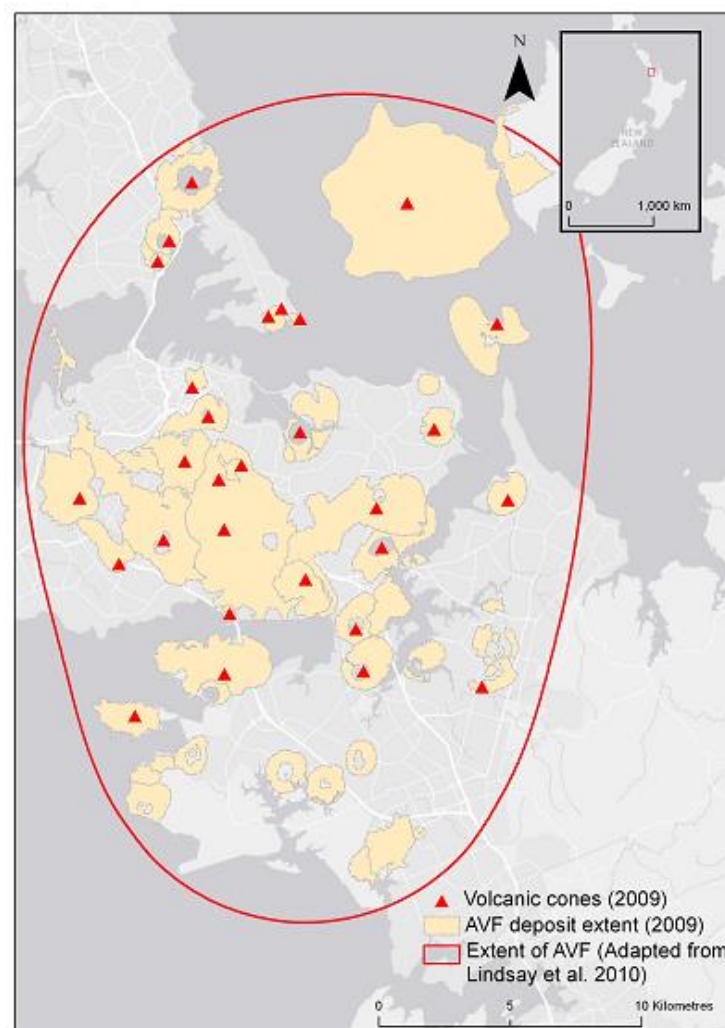 N
NEW
ZEALAND
0 1,000 km
Volcanic cones (2009)
AVF deposit extent (2009)
Extent of AVF (Adapted from
Lindsay et al. 2010)
0 5 10 Kilometres